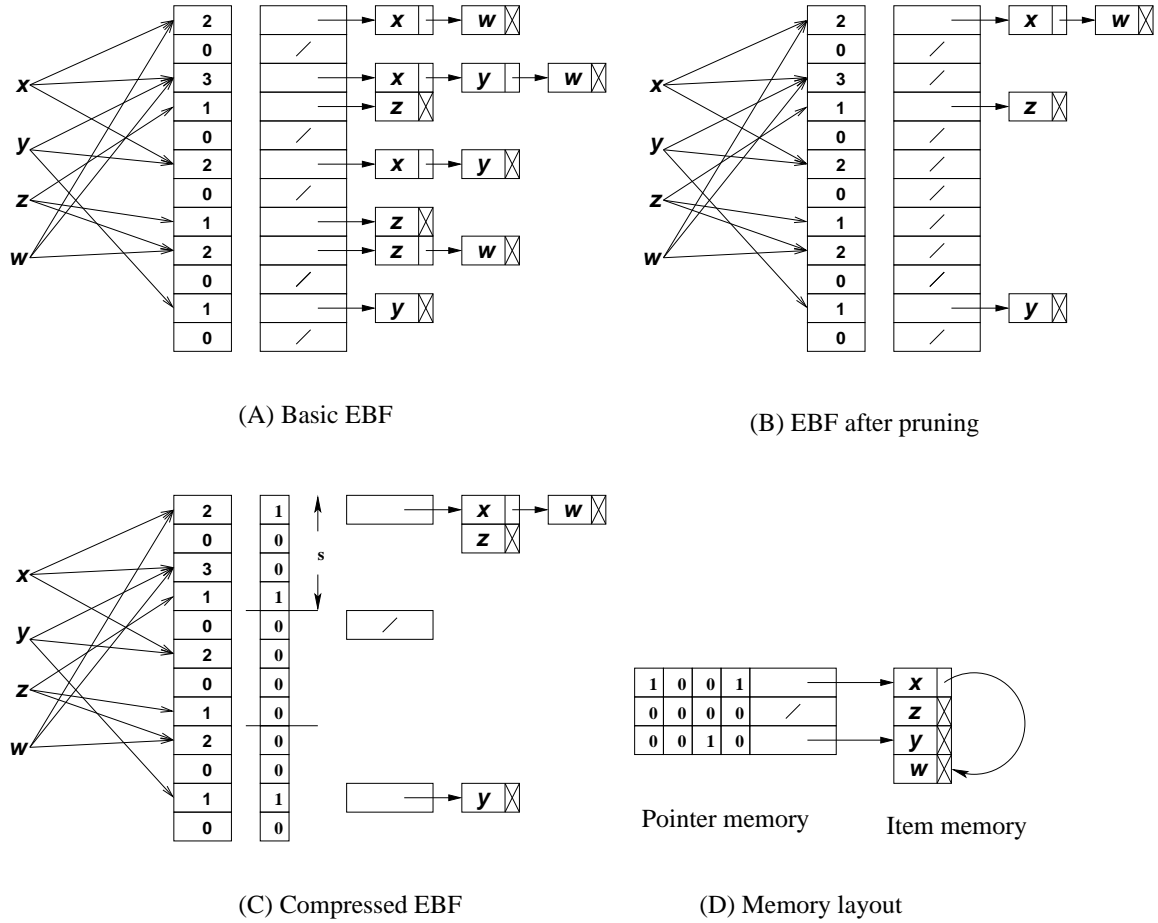 2 x w
0 /
x 3 x y w
1 z
0 /
y 2 x y
0 /
z 1 z
w 2 z w
0 /
1 y
0 /
(A) Basic EBF
2 x w
0 /
x 3 /
1 z
0 /
y 2 /
0 /
z 1 /
w 2 /
0 /
1 y
0 /
(B) EBF after pruning
2 1 x w
0 0 z
x 3 0 s
1 1
y 0 0 /
2 0
z 0 0
1 0
w 2 0
0 0
1 1 y
0 0
(C) Compressed EBF
1 0 0 1 x
0 0 0 0 / z
0 0 1 0 y
w
Pointer memory Item memory
(D) Memory layout